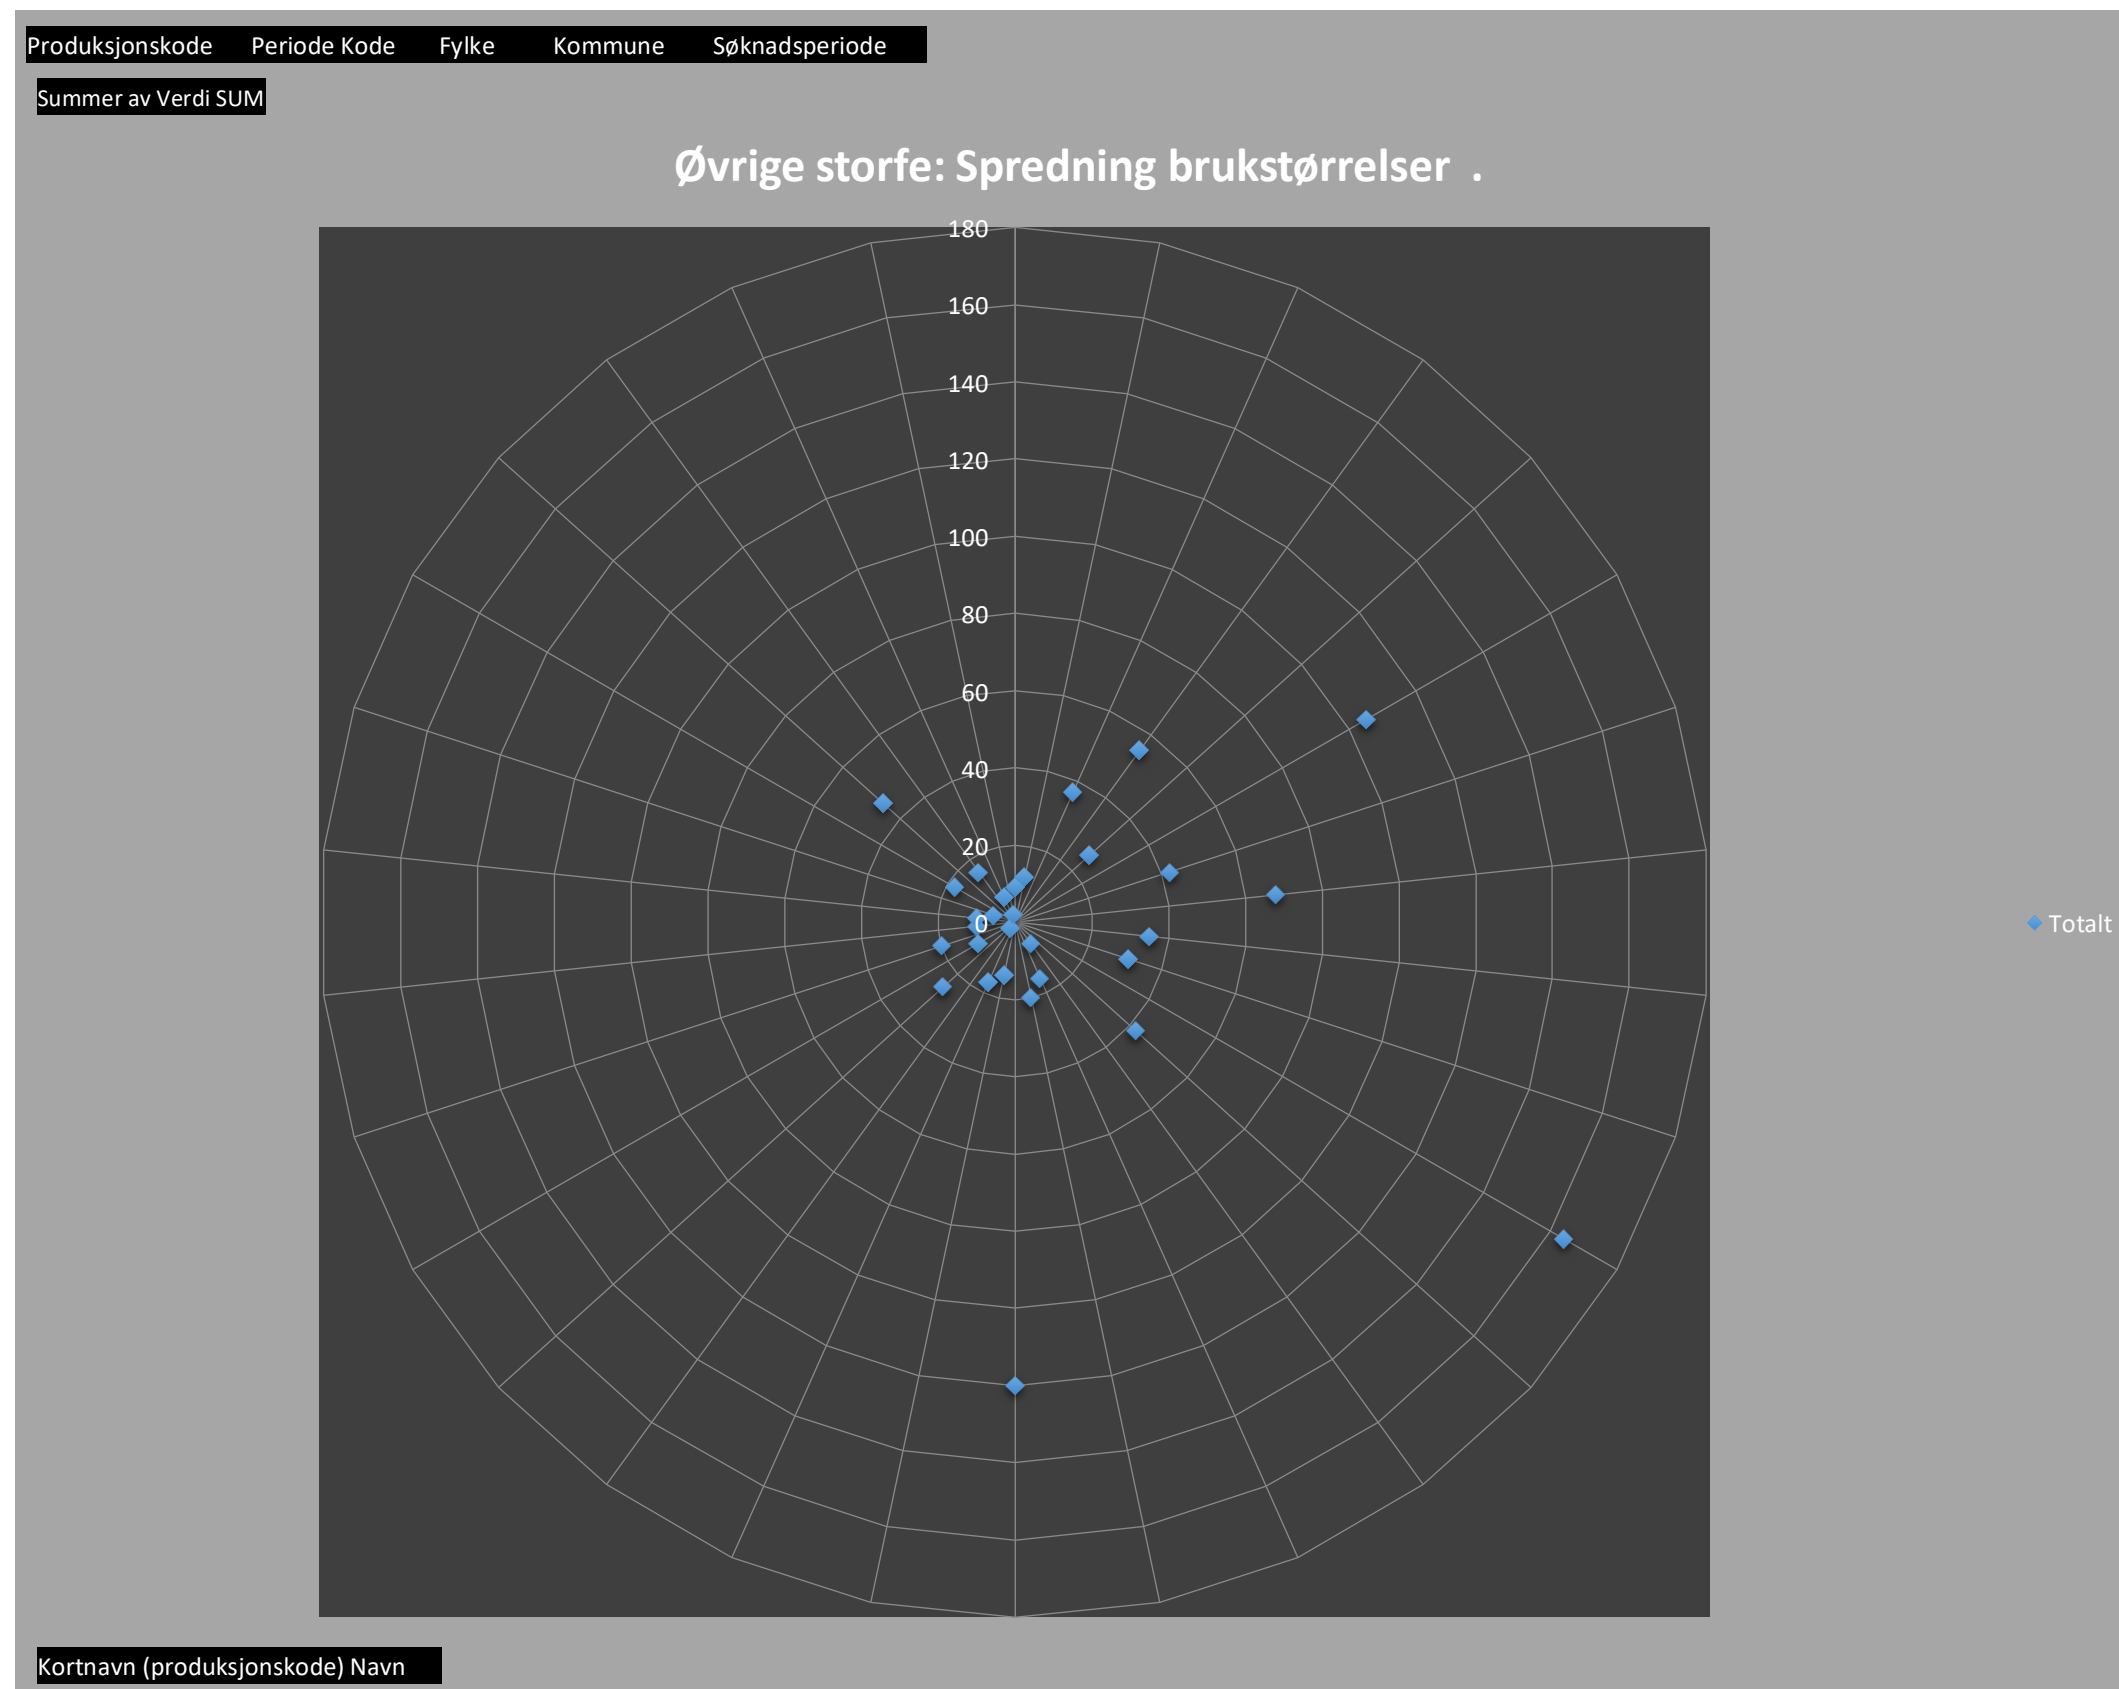 Produksjonskode Periode Kode Fylke Kommune Søknadsperiode
Summer av Verdi SUM
Øvrige storfe: Spredning brukstørrelser .
180
160
140
120
100
80
60
40
20
0
Totalt
Kortnavn (produksjonskode) Navn